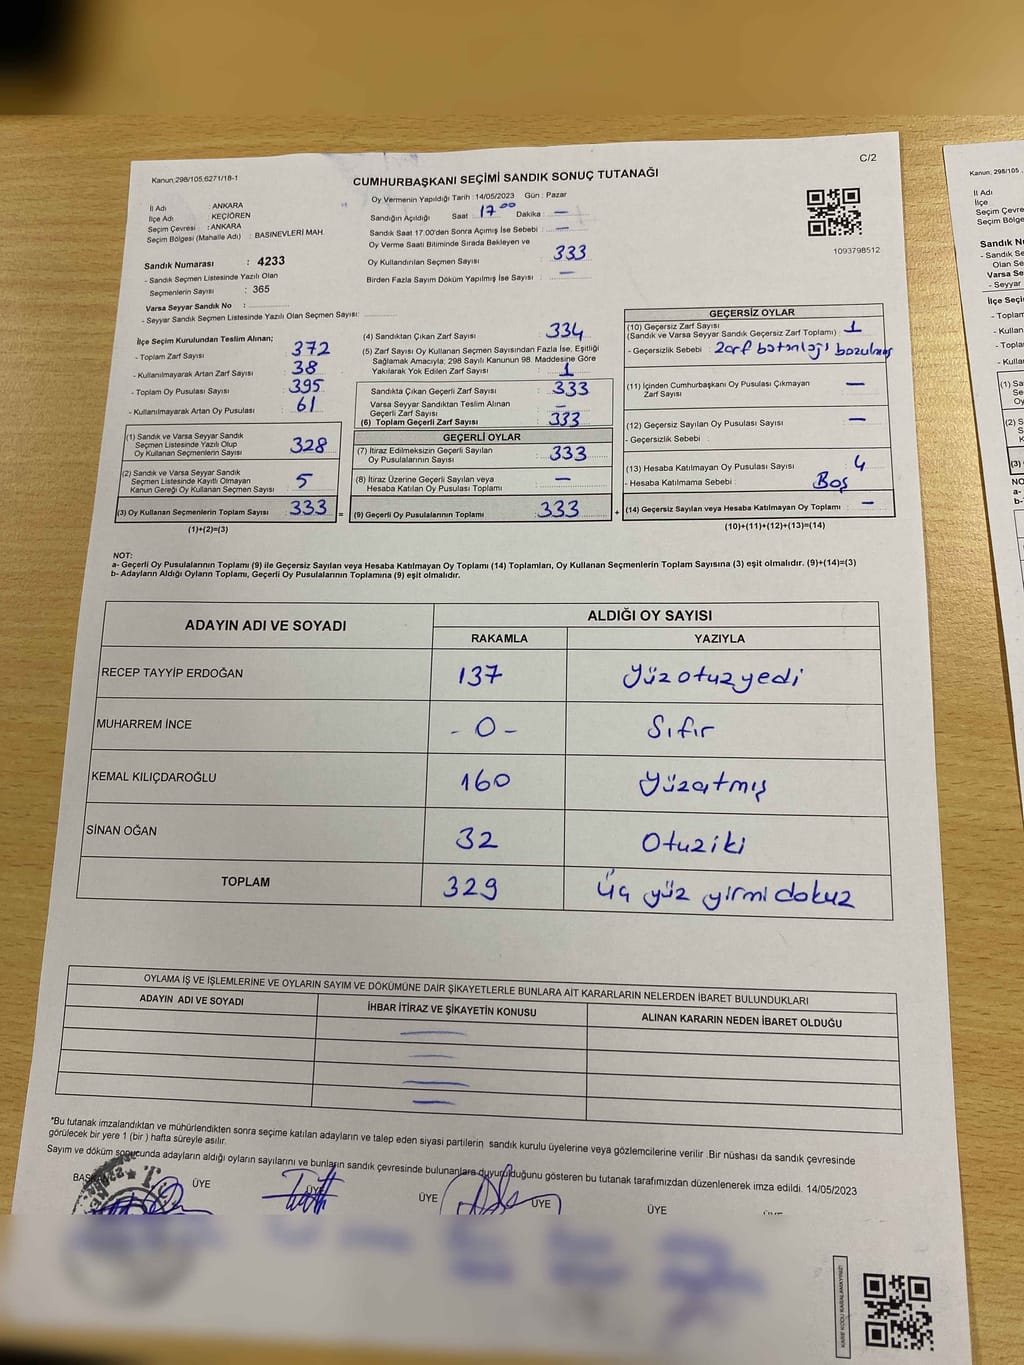 C/2
Kanun, 298/105,6271/18-1
CUMHURBAŞKANI SEÇİMİ SANDIK SONUÇ TUTANAĞI
İl Adı : ANKARA
İlçe Adı : KEÇİÖREN
Seçim Çevresi : ANKARA
Seçim Bölgesi (Mahalle Adı) : BASINEVLERİ MAH.
Sandık Numarası : 4233
- Sandık Seçmen Listesinde Yazılı Olan
Seçmenlerin Sayısı : 365
Varsa Seyyar Sandık No :
- Seyyar Sandık Seçmen Listesinde Yazılı Olan Seçmen Sayısı:
Oy Vermenin Yapıldığı Tarih : 14/05/2023 Gün : Pazar
Sandığın Açıldığı Saat 17 00 Dakika : —
Sandık Saat 17.00'den Sonra Açımış İse Sebebi : —
Oy Verme Saati Bitiminde Sırada Bekleyen ve
Oy Kullandırılan Seçmen Sayısı : 333
Birden Fazla Sayım Döküm Yapılmış İse Sayısı : —
1093798512
İlçe Seçim Kurulundan Teslim Alınan;
- Toplam Zarf Sayısı : 372
- Kullanılmayarak Artan Zarf Sayısı : 38
- Toplam Oy Pusulası : 395
- Kullanılmayarak Artan Oy Pusulası : 61
(1) Sandık ve Varsa Seyyar Sandık
Seçmen Listesinde Yazılı Olup
Oy Kullanan Seçmenlerin Sayısı 328
(2) Sandık ve Varsa Seyyar Sandık
Seçmen Listesinde Kayıtlı Olmayan
Kanun Gereği Oy Kullanan Seçmen Sayısı 5
(3) Oy Kullanan Seçmenlerin Toplam Sayısı 333 =
(1)+(2)=(3)
(4) Sandıktan Çıkan Zarf Sayısı : 334
(5) Zarf Sayısı Oy Kullanan Seçmen Sayısından Fazla İse, Eşitliği
Sağlamak Amacıyla; 298 Sayılı Kanunun 98. Maddesine Göre
Yakılarak Yok Edilen Zarf Sayısı : 1
Sandıkta Çıkan Geçerli Zarf Sayısı : 333
Varsa Seyyar Sandıktan Teslim Alınan
Geçerli Zarf Sayısı : —
(6) Toplam Geçerli Zarf Sayısı : 333
GEÇERLİ OYLAR
(7) İtiraz Edilmeksizin Geçerli Sayılan
Oy Pusulalarının Sayısı : 333
(8) İtiraz Üzerine Geçerli Sayılan veya
Hesaba Katılan Oy Pusulası Toplamı : —
(9) Geçerli Oy Pusulalarının Toplamı : 333 +
GEÇERSİZ OYLAR
(10) Geçersiz Zarf Sayısı
(Sandık ve Varsa Seyyar Sandık Geçersiz Zarf Toplamı) : 1
- Geçersizlik Sebebi : Zarf bütünlüğü bozulmuş
(11) İçinden Cumhurbaşkanı Oy Pusulası Çıkmayan
Zarf Sayısı : —
(12) Geçersiz Sayılan Oy Pusulası Sayısı : —
- Geçersizlik Sebebi :
(13) Hesaba Katılmayan Oy Pusulası Sayısı : 4
- Hesaba Katılmama Sebebi : Boş
(14) Geçersiz Sayılan veya Hesaba Katılmayan Oy Toplamı : —
(10)+(11)+(12)+(13)=(14)
NOT:
a- Geçerli Oy Pusulalarının Toplamı (9) ile Geçersiz Sayılan veya Hesaba Katılmayan Oy Toplamı (14) Toplamları, Oy Kullanan Seçmenlerin Toplam Sayısına (3) eşit olmalıdır. (9)+(14)=(3)
b- Adayların Aldığı Oyların Toplamı, Geçerli Oy Pusulalarının Toplamına (9) eşit olmalıdır.
ADAYIN ADI VE SOYADI
ALDIĞI OY SAYISI
RAKAMLA YAZIYLA
RECEP TAYYİP ERDOĞAN 137 Yüzotuzyedi
MUHARREM İNCE - 0 - Sıfır
KEMAL KILIÇDAROĞLU 160 Yüzatmış
SİNAN OĞAN 32 Otuziki
TOPLAM 329 Üç yüz yirmi dokuz
OYLAMA İŞ VE İŞLEMLERİNE VE OYLARIN SAYIM VE DÖKÜMÜNE DAİR ŞİKAYETLERLE BUNLARA AİT KARARLARIN NELERDEN İBARET BULUNDUKLARI
ADAYIN ADI VE SOYADI İHBAR İTİRAZ VE ŞİKAYETİN KONUSU ALINAN KARARIN NEDEN İBARET OLDUĞU
*Bu tutanak imzalandıktan ve mühürlendikten sonra seçime katılan adayların ve talep eden siyasi partilerin sandık kurulu üyelerine veya gözlemcilerine verilir .Bir nüshası da sandık çevresinde
görülecek bir yere 1 (bir ) hafta süreyle asılır.
Sayım ve döküm sonucunda adayların aldığı oyların sayılarını ve bunların sandık çevresinde bulunanlara duyurulduğunu gösteren bu tutanak tarafımızdan düzenlenerek imza edildi. 14/05/2023
BAŞKAN ÜYE ÜYE ÜYE ÜYE ÜYE
KARE KODU KARALAMAYINIZ!
Kanun, 298/105
İl Adı
İlçe
Seçim Çevre
Seçim Bölge